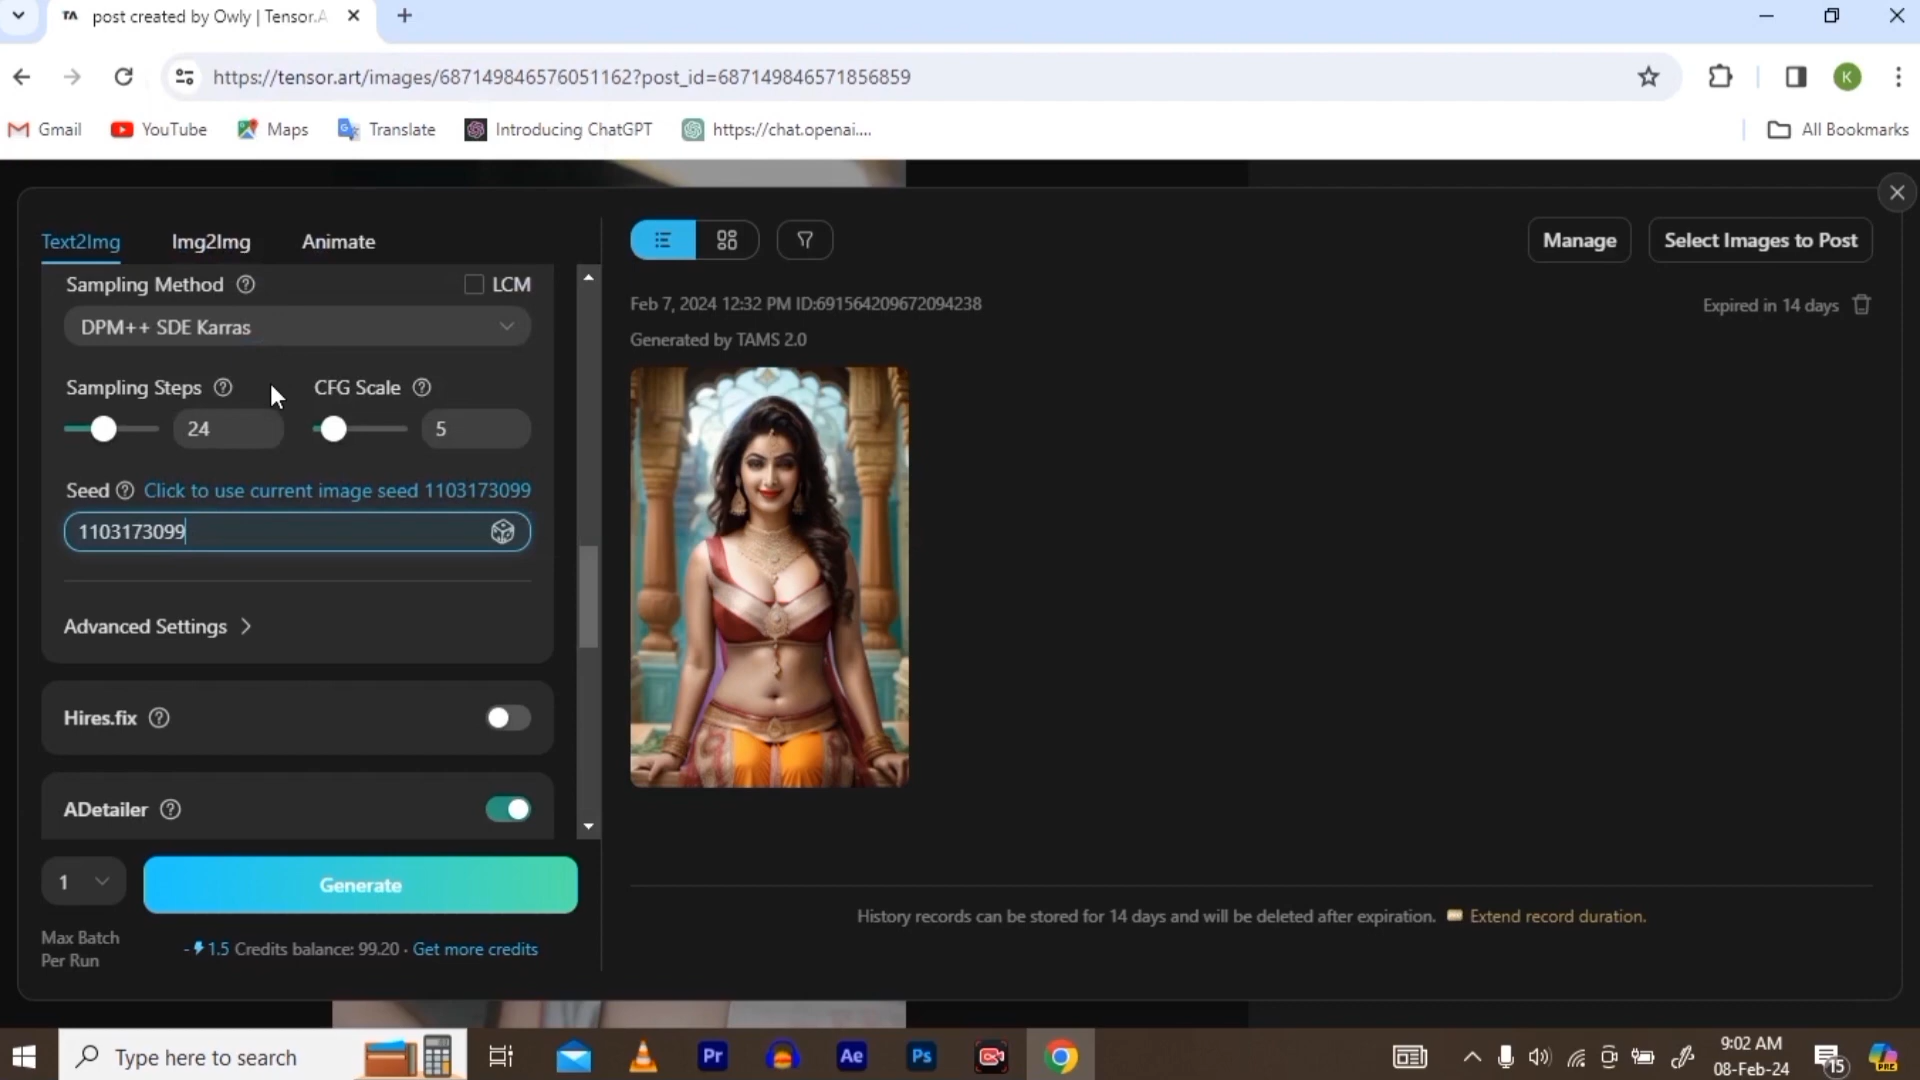 post created by Owly | Tensor.A
https://tensor.art/images/687149846576051162?post_id=687149846571856859
K
Gmail
YouTube
Maps
Translate
Introducing ChatGPT
https://chat.openai....
All Bookmarks
Text2Img
Img2Img
Animate
Manage
Select Images to Post
Sampling Method
LCM
DPM++ SDE Karras
Sampling Steps
CFG Scale
24
5
Seed
Click to use current image seed 1103173099
1103173099
Advanced Settings
Hires.fix
ADetailer
1
Generate
Max Batch
Per Run
- 1.5 Credits balance: 99.20 · Get more credits
Feb 7, 2024 12:32 PM ID:691564209672094238
Expired in 14 days
Generated by TAMS 2.0
History records can be stored for 14 days and will be deleted after expiration.
Extend record duration.
Type here to search
Pr
Ae
Ps
9:02 AM
08-Feb-24
15
PRE